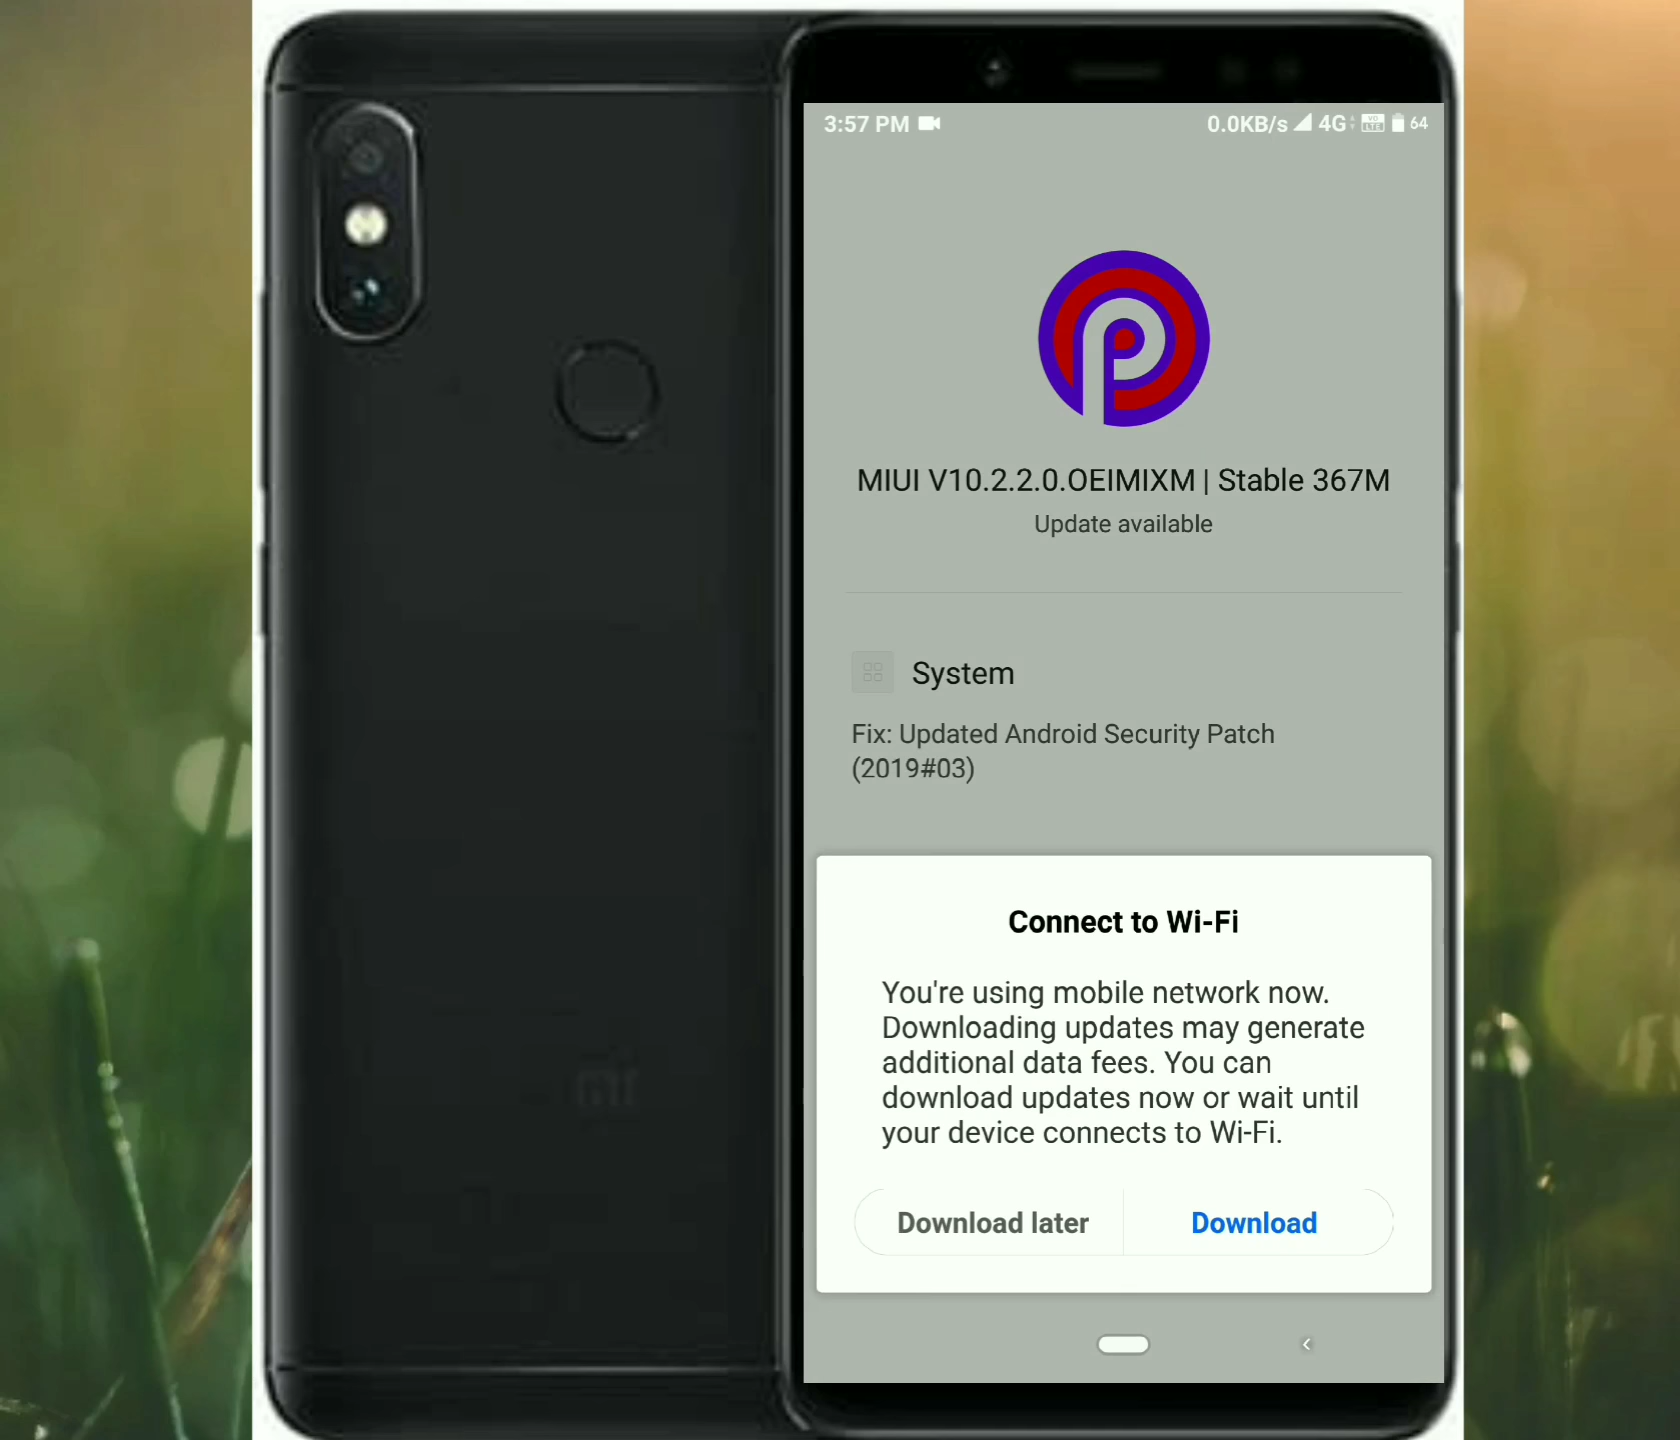 3:57 PM
0.0KB/s 4G VO LTE 64
MIUI V10.2.2.0.OEIMIXM | Stable 367M
Update available
System
Fix: Updated Android Security Patch
(2019#03)
Connect to Wi-Fi
You're using mobile network now.
Downloading updates may generate
additional data fees. You can
download updates now or wait until
your device connects to Wi-Fi.
Download later
Download
mi